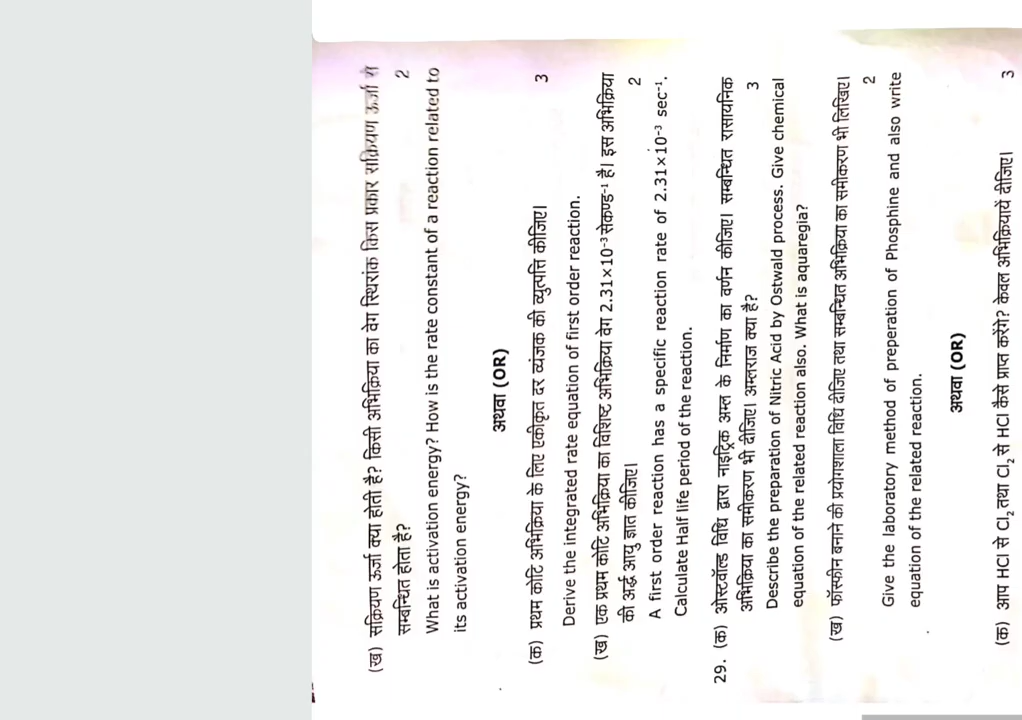 (ख) सक्रियण ऊर्जा क्या होती है? किसी अभिक्रिया का वेग स्थिरांक किस प्रकार सक्रियण ऊर्जा से
सम्बन्धित होता है? 2
What is activation energy? How is the rate constant of a reaction related to
its activation energy?
अथवा (OR)
(क) प्रथम कोटि अभिक्रिया के लिए एकीकृत दर व्यंजक की व्युत्पत्ति कीजिए। 3
Derive the integrated rate equation of first order reaction.
(ख) एक प्रथम कोटि अभिक्रिया का विशिष्ट अभिक्रिया वेग 2.31×10⁻³ सेकण्ड⁻¹ है। इस अभिक्रिया
की अर्द्ध आयु ज्ञात कीजिए। 2
A first order reaction has a specific reaction rate of 2.31×10⁻³ sec⁻¹.
Calculate Half life period of the reaction.
29. (क) ओस्टवॉल्ड विधि द्वारा नाइट्रिक अम्ल के निर्माण का वर्णन कीजिए। सम्बन्धित रासायनिक
अभिक्रिया का समीकरण भी दीजिए। अम्लराज क्या है? 3
Describe the preparation of Nitric Acid by Ostwald process. Give chemical
equation of the related reaction also. What is aquaregia?
(ख) फॉस्फीन बनाने की प्रयोगशाला विधि दीजिए तथा सम्बन्धित अभिक्रिया का समीकरण भी लिखिए।
2
Give the laboratory method of preperation of Phosphine and also write
equation of the related reaction.
अथवा (OR)
(क) आप HCl से Cl₂ तथा Cl₂ से HCl कैसे प्राप्त करेंगे? केवल अभिक्रियायें दीजिए। 3